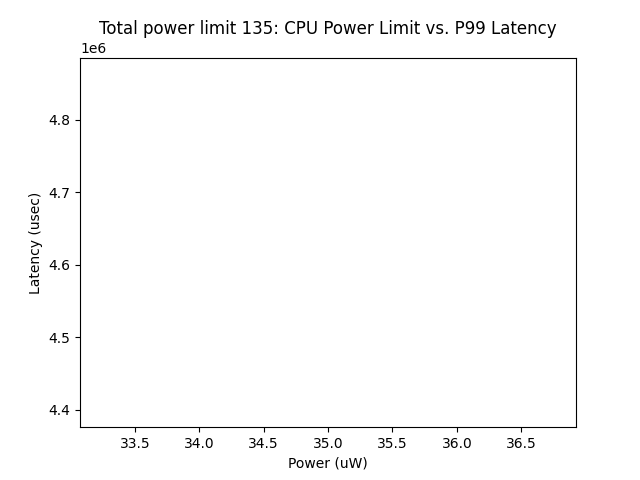 Total power limit 135: CPU Power Limit vs. P99 Latency
1e6
4.8
4.7
4.6
4.5
4.4
Latency (usec)
33.5 34.0 34.5 35.0 35.5 36.0 36.5
Power (uW)